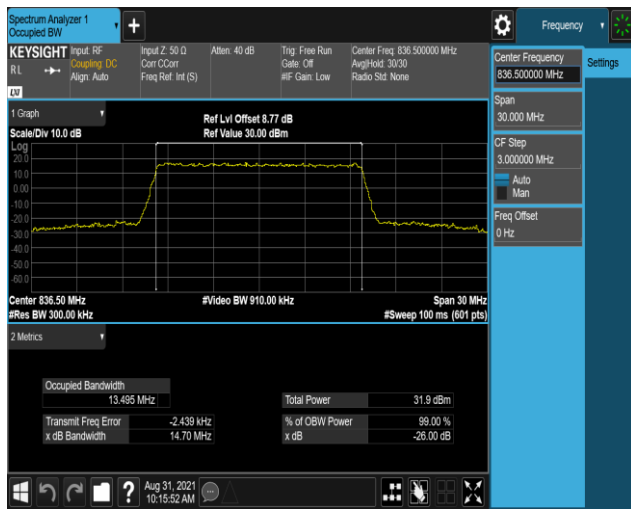 Spectrum Analyzer 1
Occupied BW
Frequency
KEYSIGHT
RL
LXI
Input: RF
Coupling: DC
Align: Auto
Input Z: 50 Ω
Corr CCorr
Freq Ref: Int (S)
Atten: 40 dB
Trig: Free Run
Gate: Off
#IF Gain: Low
Center Freq: 836.500000 MHz
Avg|Hold: 30/30
Radio Std: None
Center Frequency
836.500000 MHz
Settings
Span
30.000 MHz
CF Step
3.000000 MHz
Auto
Man
Freq Offset
0 Hz
1 Graph
Scale/Div 10.0 dB
Ref Lvl Offset 8.77 dB
Ref Value 30.00 dBm
Log
20.0
10.0
0.00
-10.0
-20.0
-30.0
-40.0
-50.0
-60.0
Center 836.50 MHz
#Res BW 300.00 kHz
#Video BW 910.00 kHz
Span 30 MHz
#Sweep 100 ms (601 pts)
2 Metrics
Occupied Bandwidth
13.495 MHz
Total Power 31.9 dBm
Transmit Freq Error -2.439 kHz
% of OBW Power 99.00 %
x dB Bandwidth 14.70 MHz
x dB -26.00 dB
?
Aug 31, 2021
10:15:52 AM